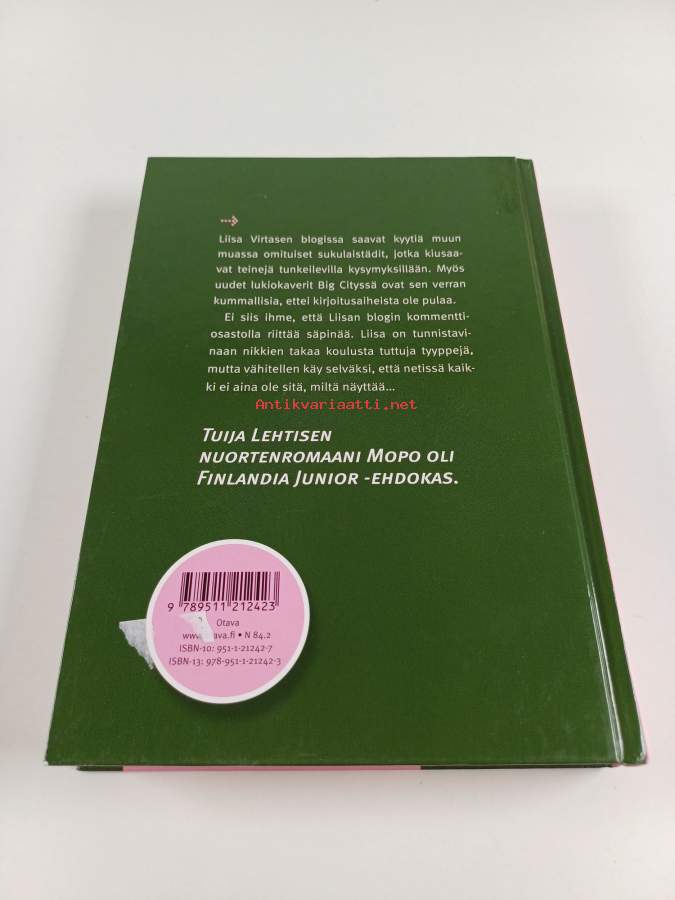 Liisa Virtasen blogissa saavat kyytiä muun
muassa omituiset sukulaistädit, jotka kiusaa-
vat teinejä tunkeilevilla kysymyksillään. Myös
uudet lukiokaverit Big Cityssä ovat sen verran
kummallisia, ettei kirjoitusaiheista ole pulaa.
Ei siis ihme, että Liisan blogin kommentti-
osastolla riittää säpinää. Liisa on tunnistavi-
naan nikkien takaa koulusta tuttuja tyyppejä,
mutta vähitellen käy selväksi, että netissä kaik-
ki ei aina ole sitä, miltä näyttää...
Antikvariaatti.net
Tuija Lehtisen
nuortenromaani Mopo oli
Finlandia Junior -ehdokas.
9 789511 212423
Otava
N 84.2
ISBN-10: 951-1-21242-7
ISBN-13: 978-951-1-21242-3